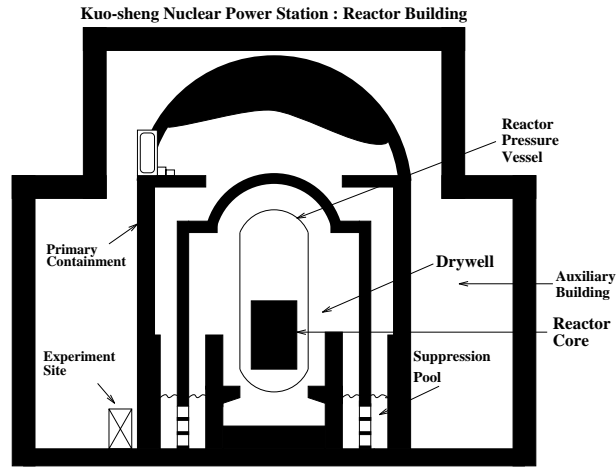 Kuo-sheng Nuclear Power Station : Reactor Building
Reactor
Pressure
Vessel
Primary
Containment
Drywell
Auxiliary
Building
Reactor
Core
Experiment
Site
Suppression
Pool